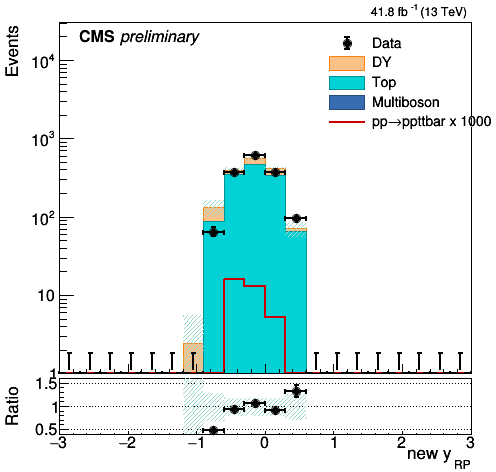 41.8 fb⁻¹ (13 TeV)
CMS preliminary
Events
Data
DY
Top
Multiboson
pp→ppttbar x 1000
10⁴
10³
10²
10
1
Ratio
1.5
1
0.5
−3 −2 −1 0 1 2 3
new y_RP